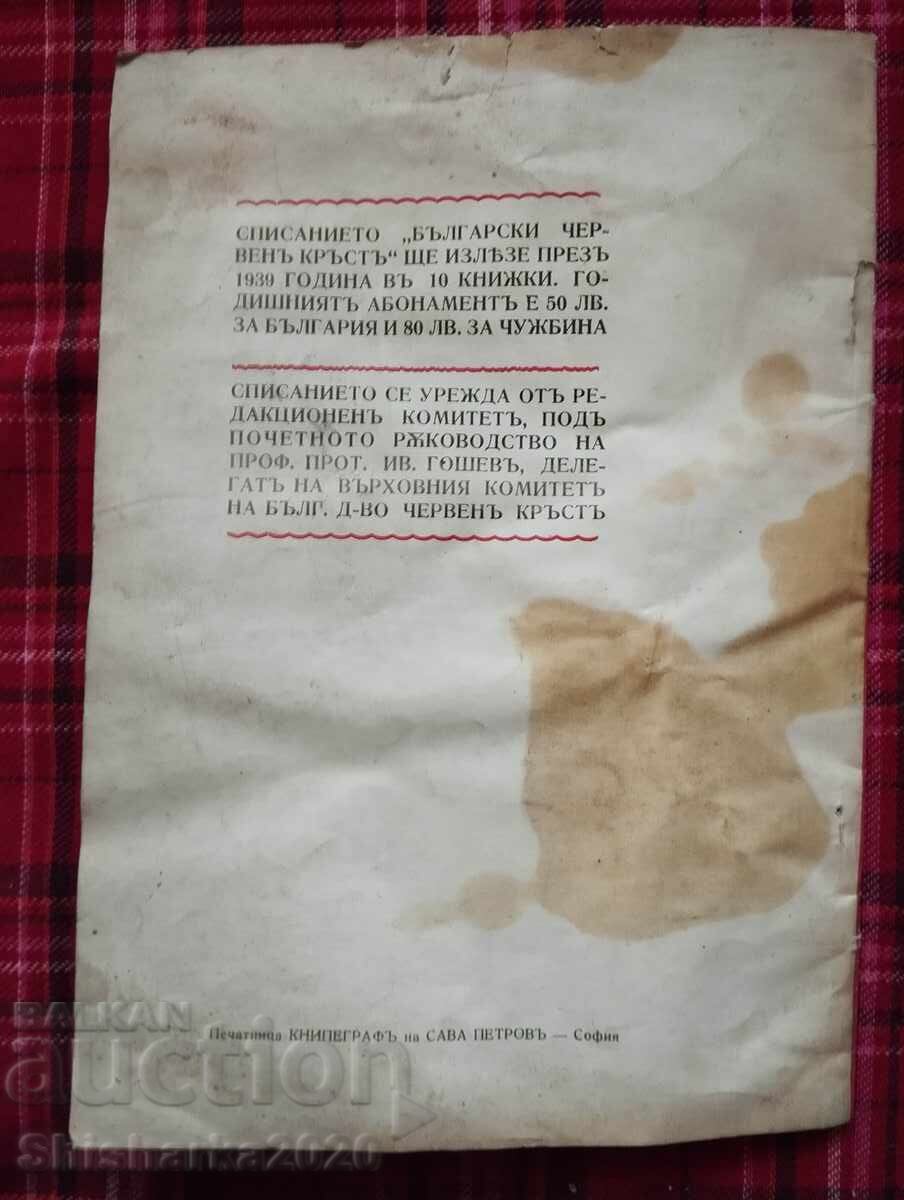 СПИСАНИЕТО „БЪЛГАРСКИ ЧЕР-
ВЕНЪ КРЪСТЪ“ ЩЕ ИЗЛѢЗЕ ПРЕЗЪ
1939 ГОДИНА ВЪ 10 КНИЖКИ. ГО-
ДИШНИЯТЪ АБОНАМЕНТЪ Е 50 ЛВ.
ЗА БЪЛГАРИЯ И 80 ЛВ. ЗА ЧУЖБИНА
СПИСАНИЕТО СЕ УРЕЖДА ОТЪ РЕ-
ДАКЦИОНЕНЪ КОМИТЕТЪ, ПОДЪ
ПОЧЕТНОТО РѪКОВОДСТВО НА
ПРОФ. ПРОТ. ИВ. ГОШЕВЪ, ДЕЛЕ-
ГАТЪ НА ВЪРХОВНИЯ КОМИТЕТЪ
НА БЪЛГ. Д-ВО ЧЕРВЕНЪ КРЪСТЪ
Печатница КНИПЕГРАФЪ на САВА ПЕТРОВЪ — София
BALKAN
auction
Shisharka2020